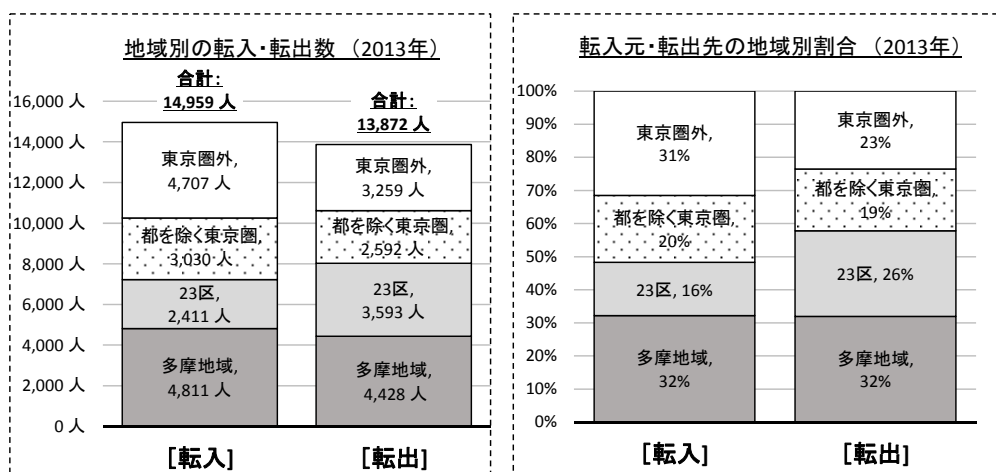 地域別の転入・転出数 （2013年）
合計：
14,959 人
合計：
13,872 人
16,000 人
14,000 人
12,000 人
10,000 人
8,000 人
6,000 人
4,000 人
2,000 人
0 人
東京圏外,
4,707 人
都を除く東京圏,
3,030 人
23区,
2,411 人
多摩地域,
4,811 人
東京圏外,
3,259 人
都を除く東京圏,
2,592 人
23区,
3,593 人
多摩地域,
4,428 人
［転入］
［転出］
転入元・転出先の地域別割合 （2013年）
100%
90%
80%
70%
60%
50%
40%
30%
20%
10%
0%
東京圏外,
31%
都を除く東京圏,
20%
23区, 16%
多摩地域,
32%
東京圏外,
23%
都を除く東京圏,
19%
23区, 26%
多摩地域,
32%
［転入］
［転出］